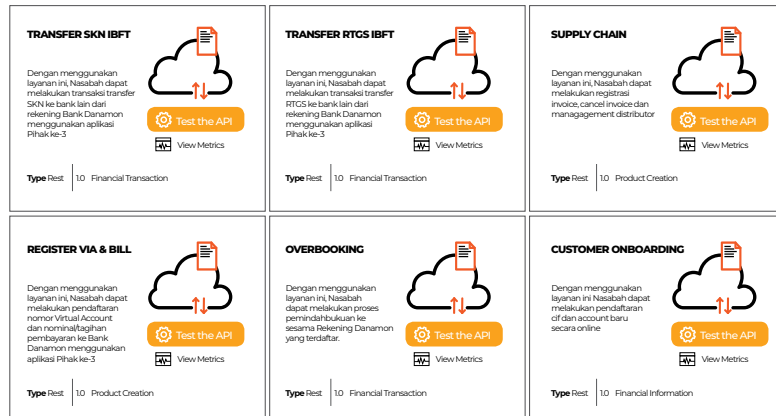 TRANSFER SKN IBFT
Dengan menggunakan
layanan ini, Nasabah dapat
melakukan transaksi transfer
SKN ke bank lain dari
rekening Bank Danamon
menggunakan aplikasi
Pihak ke-3
Test the API
View Metrics
Type Rest 1.0 Financial Transaction
TRANSFER RTGS IBFT
Dengan menggunakan
layanan ini, Nasabah dapat
melakukan transaksi transfer
RTGS ke bank lain dari
rekening Bank Danamon
menggunakan aplikasi
Pihak ke-3
Test the API
View Metrics
Type Rest 1.0 Financial Transaction
SUPPLY CHAIN
Dengan menggunakan
layanan ini, Nasabah dapat
melakukan registrasi
invoice, cancel invoice dan
managagement distributor
Test the API
View Metrics
Type Rest 1.0 Product Creation
REGISTER VIA & BILL
Dengan menggunakan
layanan ini, Nasabah dapat
melakukan pendaftaran
nomor Virtual Account
dan nominal/tagihan
pembayaran ke Bank
Danamon menggunakan
aplikasi Pihak ke-3
Test the API
View Metrics
Type Rest 1.0 Product Creation
OVERBOOKING
Dengan menggunakan
layanan ini, Nasabah
dapat melakukan proses
pemindahbukuan ke
sesama Rekening Danamon
yang terdaftar.
Test the API
View Metrics
Type Rest 1.0 Financial Transaction
CUSTOMER ONBOARDING
Dengan menggunakan
layanan ini Nasabah dapat
melakukan pendaftaran
cif dan account baru
secara online
Test the API
View Metrics
Type Rest 1.0 Financial Information